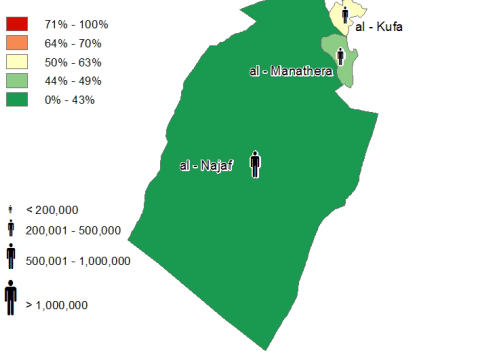 71% - 100%
64% - 70%
50% - 63%
44% - 49%
0% - 43%
al - Kufa
al - Manathera
al - Najaf
< 200,000
200,001 - 500,000
500,001 - 1,000,000
> 1,000,000